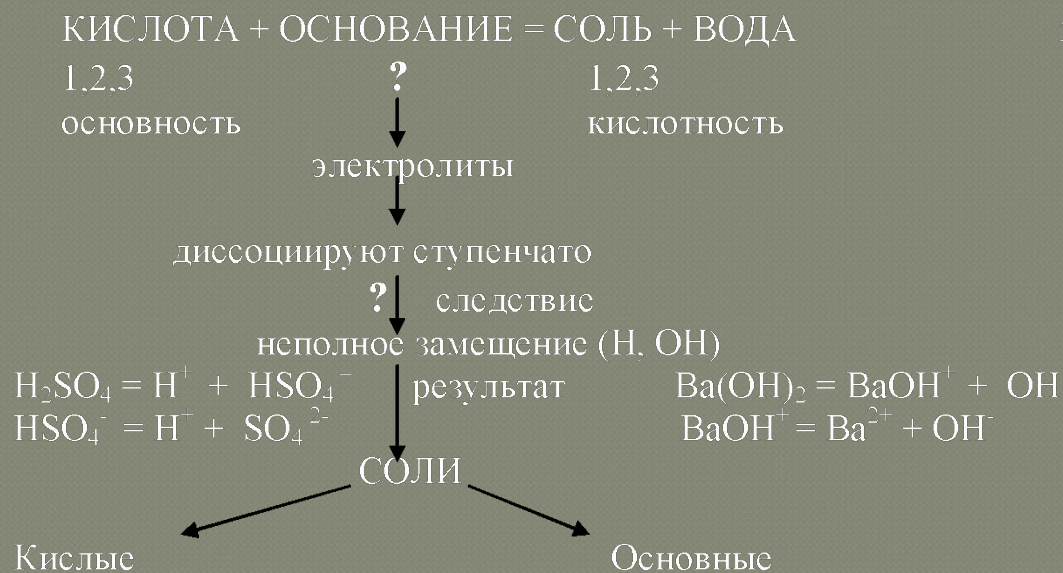 КИСЛОТА + ОСНОВАНИЕ = СОЛЬ + ВОДА
1,2,3 ? 1,2,3
основность кислотность
электролиты
диссоциируют ступенчато
? следствие
неполное замещение (H, OH)
H₂SO₄ = H⁺ + HSO₄⁻ результат Ba(OH)₂ = BaOH⁺ + OH
HSO₄⁻ = H⁺ + SO₄²⁻ BaOH⁺ = Ba²⁺ + OH⁻
СОЛИ
Кислые Основные